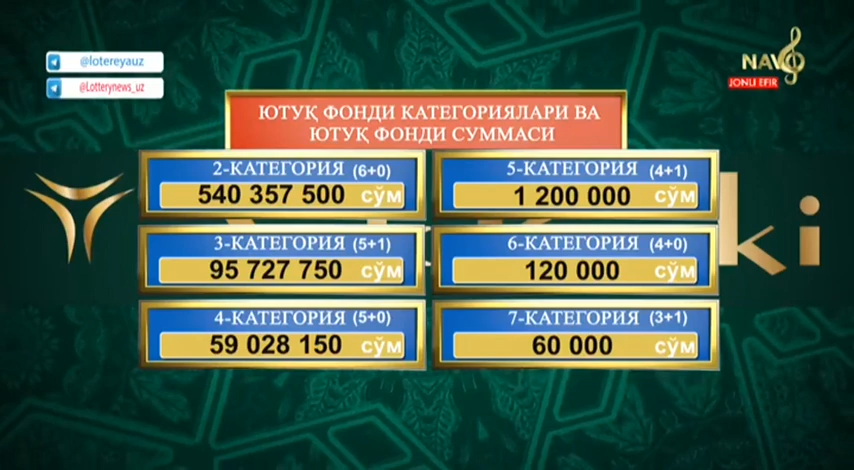 @lotereyauz
@Lotterynews_uz
NAVO
JONLI EFIR
ЮТУҚ ФОНДИ КАТЕГОРИЯЛАРИ ВА
ЮТУҚ ФОНДИ СУММАСИ
2-КАТЕГОРИЯ (6+0)
540 357 500 сўм
3-КАТЕГОРИЯ (5+1)
95 727 750 сўм
4-КАТЕГОРИЯ (5+0)
59 028 150 сўм
5-КАТЕГОРИЯ (4+1)
1 200 000 сўм
6-КАТЕГОРИЯ (4+0)
120 000 сўм
7-КАТЕГОРИЯ (3+1)
60 000 сўм
ki